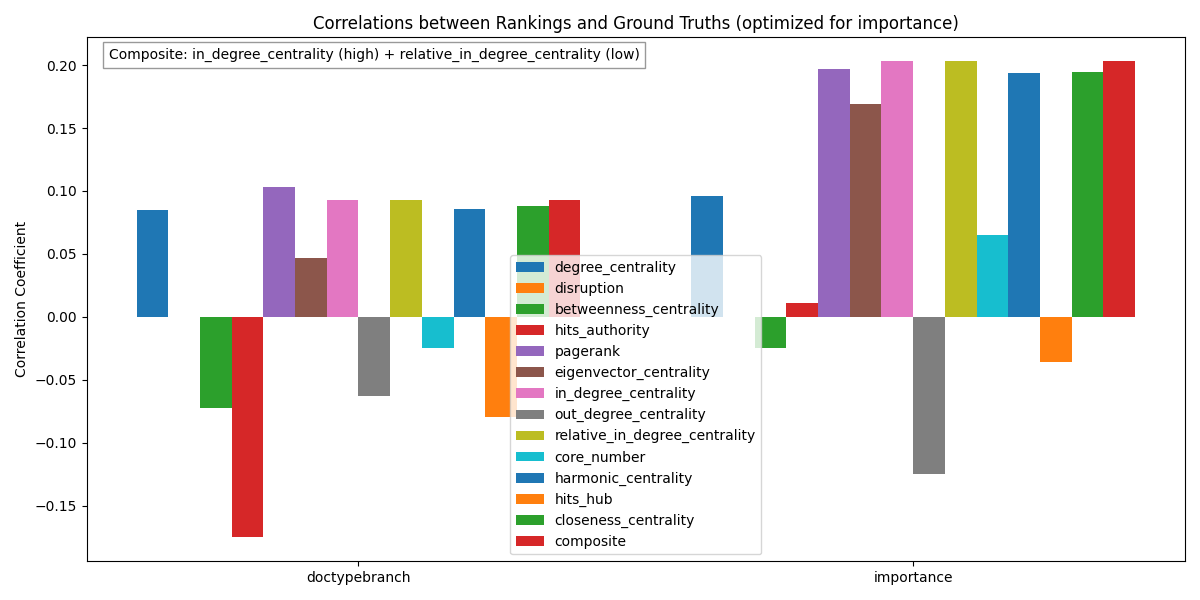 Correlations between Rankings and Ground Truths (optimized for importance)
Composite: in_degree_centrality (high) + relative_in_degree_centrality (low)
Correlation Coefficient
0.20
0.15
0.10
0.05
0.00
−0.05
−0.10
−0.15
degree_centrality
disruption
betweenness_centrality
hits_authority
pagerank
eigenvector_centrality
in_degree_centrality
out_degree_centrality
relative_in_degree_centrality
core_number
harmonic_centrality
hits_hub
closeness_centrality
composite
doctypebranch
importance